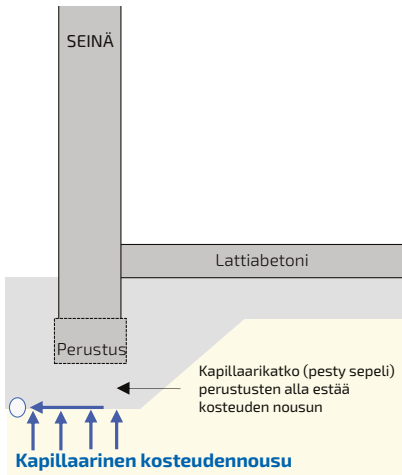 SEINÄ
Lattiabetoni
Perustus
Kapillaarikatko (pesty sepeli)
perustusten alla estää
kosteuden nousun
Kapillaarinen kosteudennousu